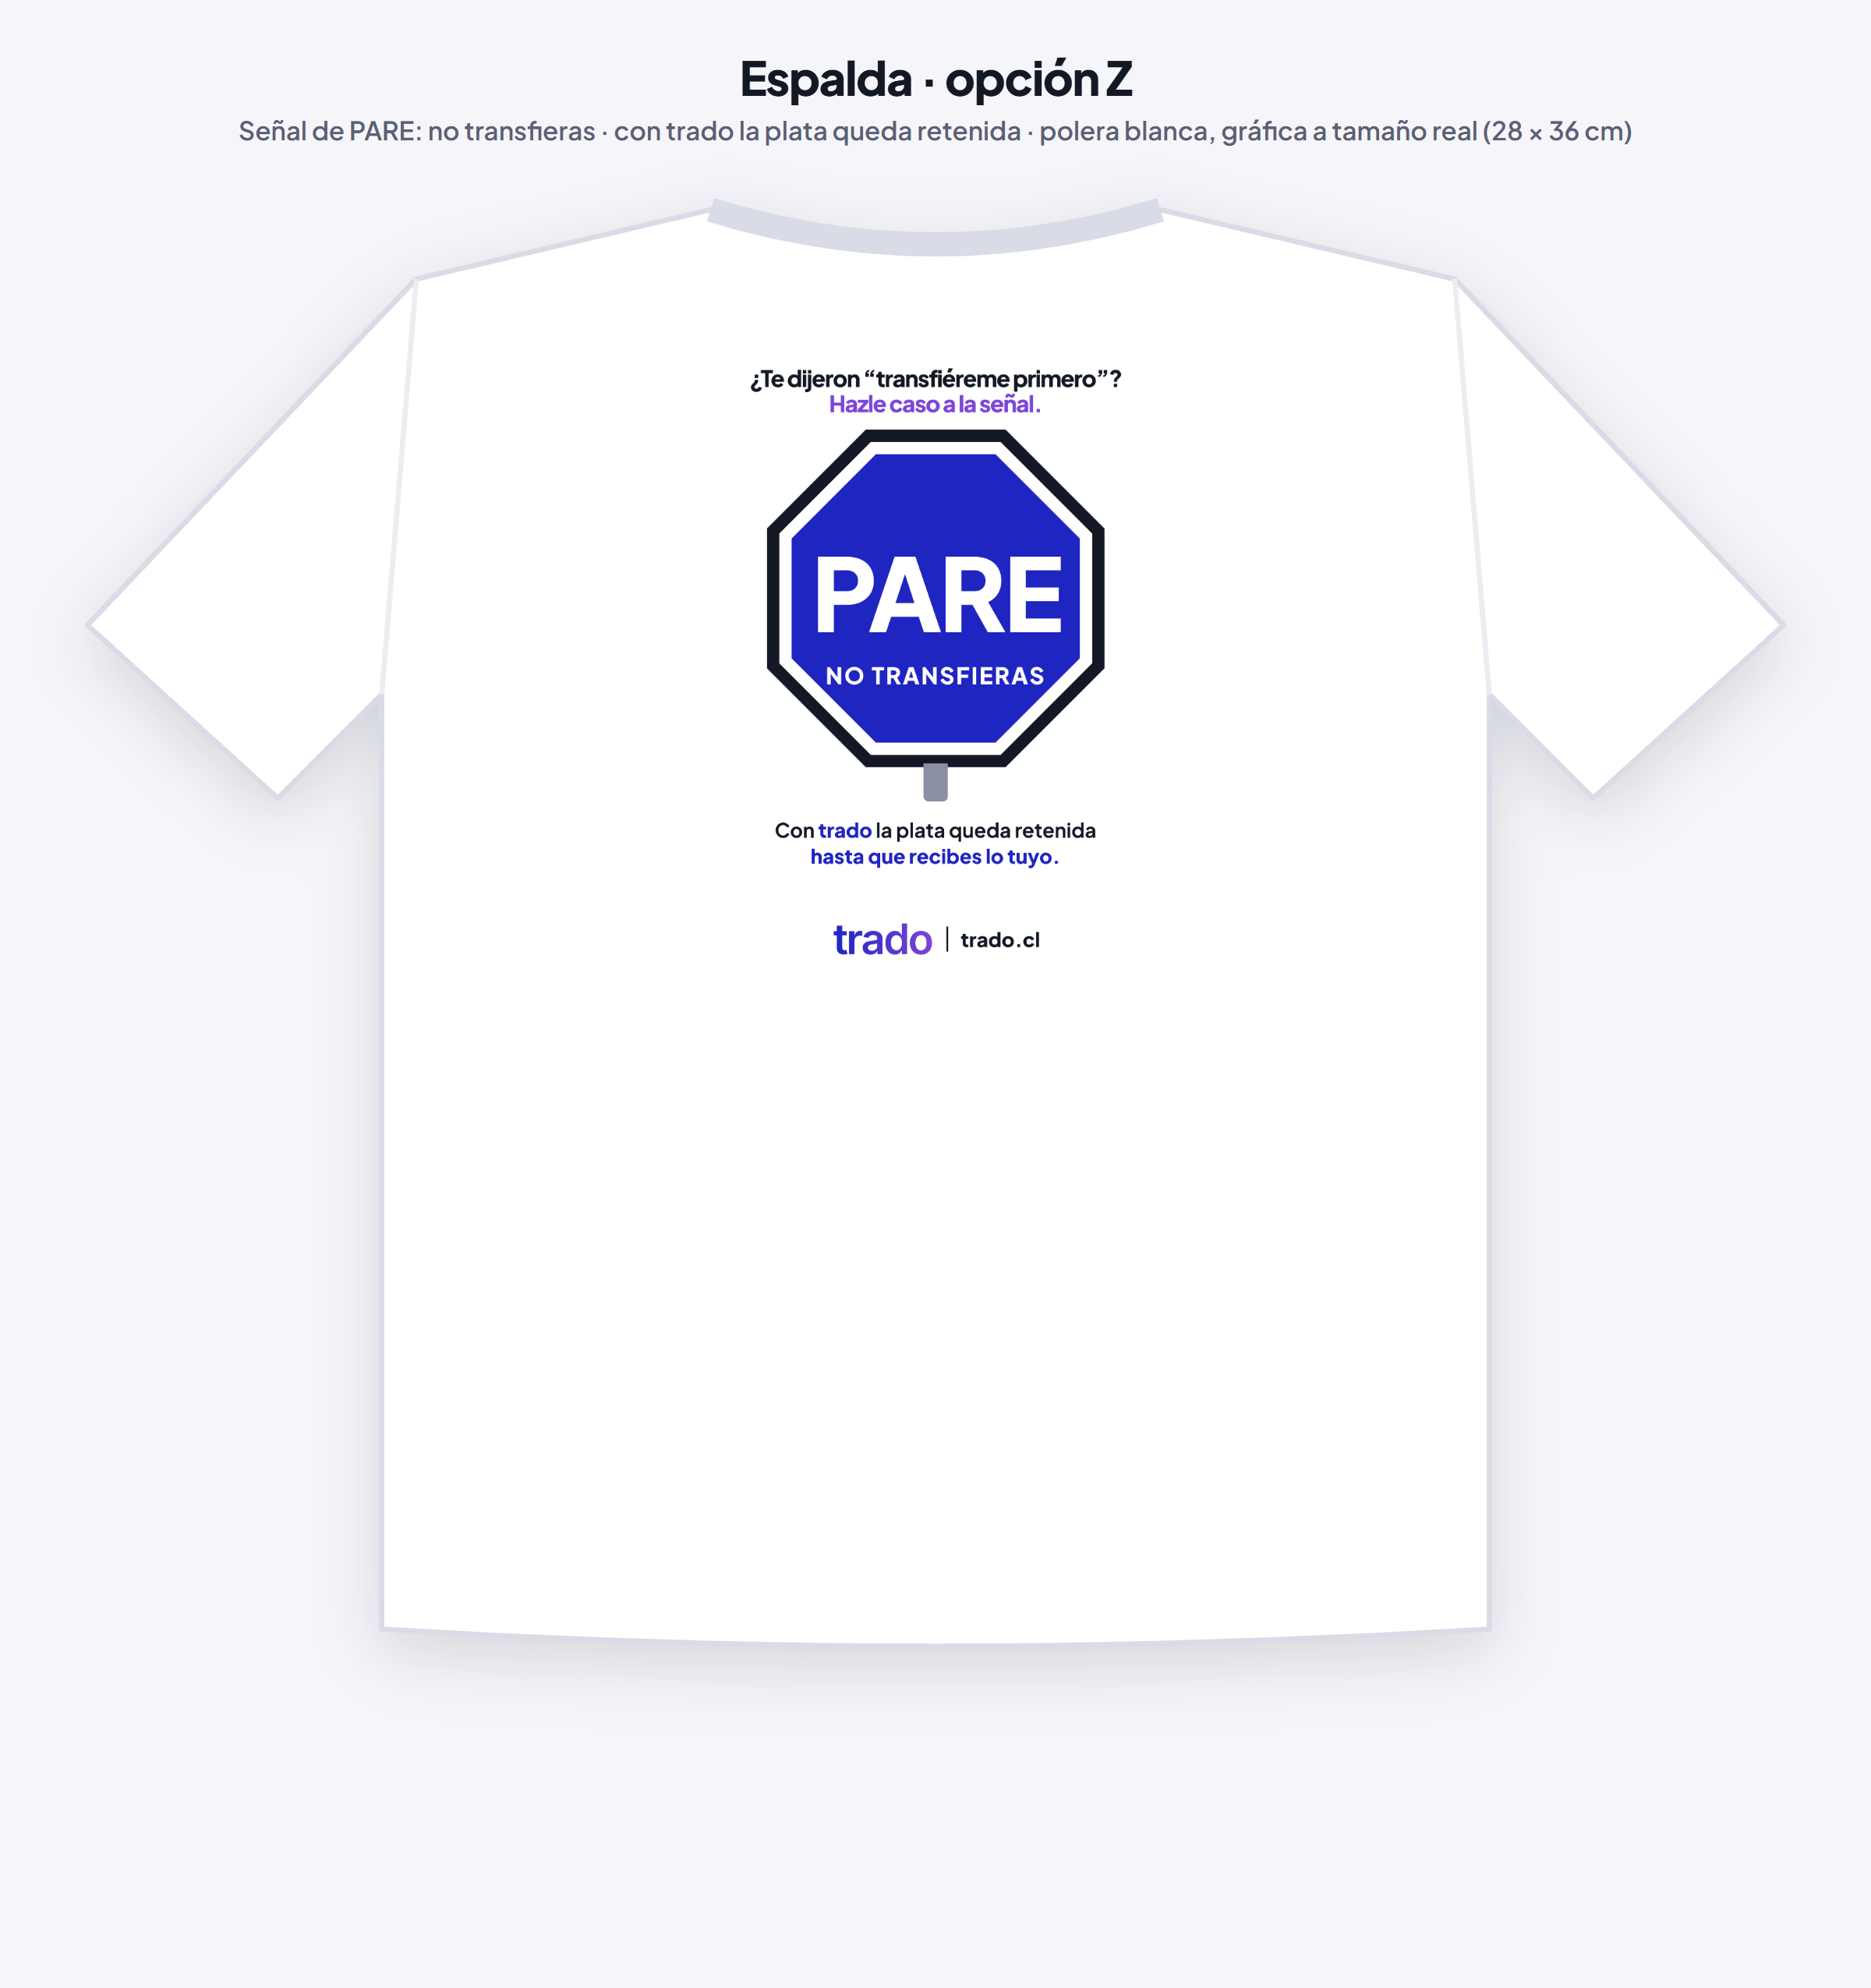 Espalda · opción Z
Señal de PARE: no transfieras · con trado la plata queda retenida · polera blanca, gráfica a tamaño real (28 × 36 cm)
¿Te dijeron “transfiéreme primero”?
Hazle caso a la señal.
PARE
NO TRANSFIERAS
Con trado la plata queda retenida
hasta que recibes lo tuyo.
trado | trado.cl